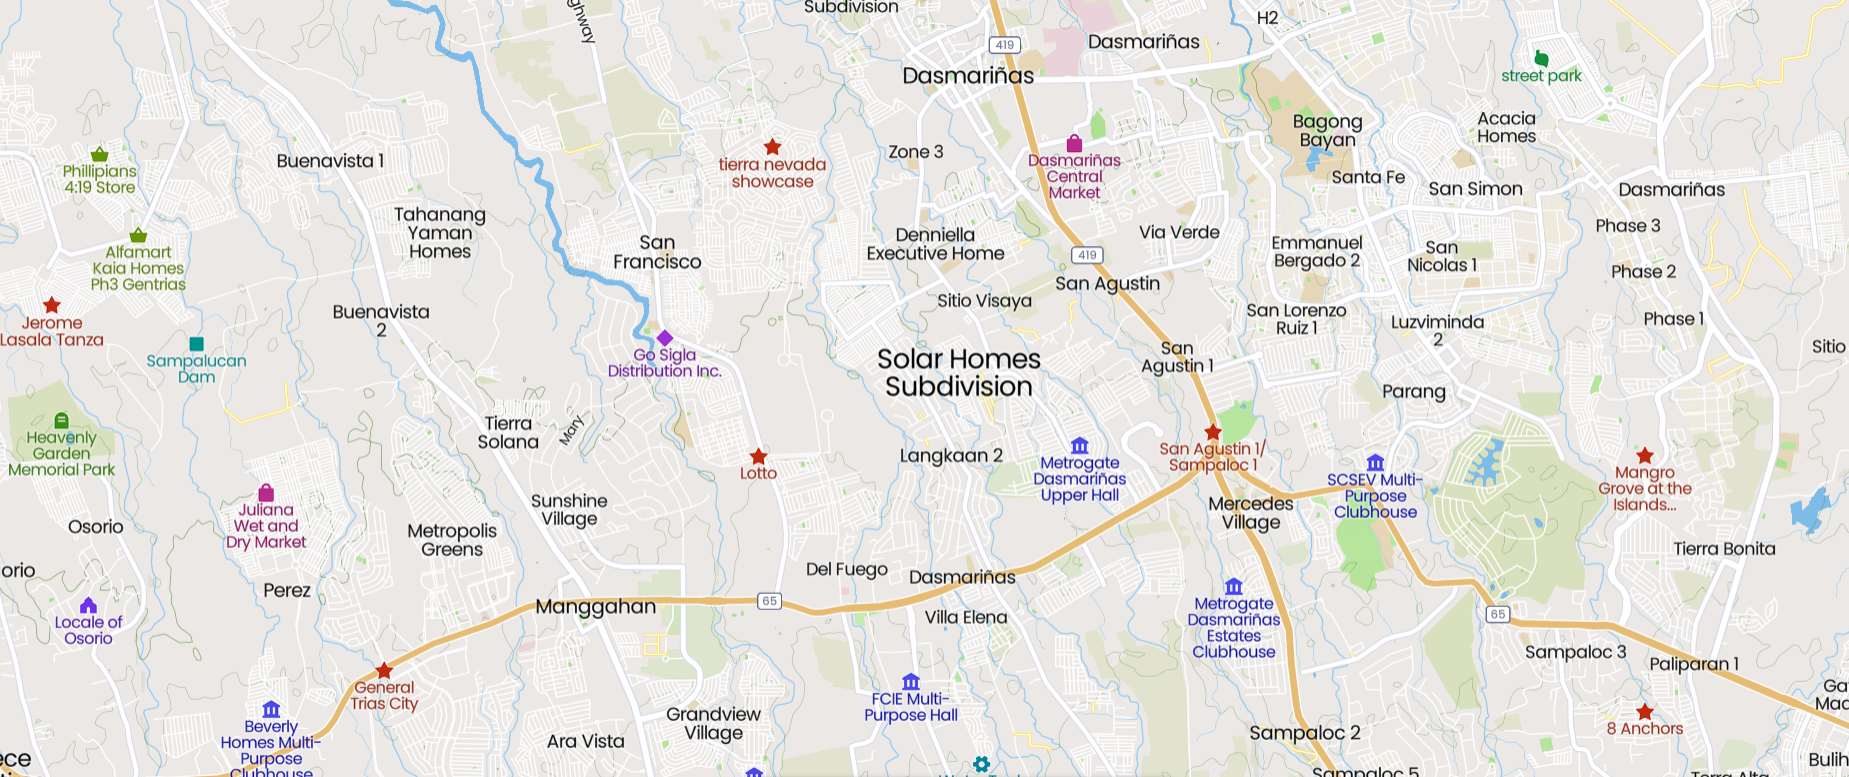 Subdivision
ghway
H2
419
Dasmariñas
Dasmariñas
street park
Acacia
Homes
Bagong
Bayan
Phillipians
4:19 Store
Buenavista 1
tierra nevada
showcase
Zone 3
Dasmariñas
Central
Market
Santa Fe
San Simon
Dasmariñas
Tahanang
Yaman
Homes
Alfamart
Kaia Homes
Ph3 Gentrias
San
Francisco
Denniella
Executive Home
Via Verde
Emmanuel
Bergado 2
San
Nicolas 1
Phase 3
419
San Agustin
Phase 2
Sitio Visaya
Jerome
Lasala Tanza
Buenavista
2
San Lorenzo
Ruiz 1
Luzviminda
2
Phase 1
Sitio
Sampalucan
Dam
Go Sigla
Distribution Inc.
Solar Homes
Subdivision
San
Agustin 1
Parang
Heavenly
Garden
Memorial Park
Tierra
Solana
Mary
Lotto
Langkaan 2
Metrogate
Dasmariñas
Upper Hall
San Agustin 1/
Sampaloc 1
SCSEV Multi-
Purpose
Clubhouse
Mangro
Grove at the
Islands...
Juliana
Wet and
Dry Market
Osorio
Sunshine
Village
Metropolis
Greens
Mercedes
Village
Tierra Bonita
orio
Perez
Del Fuego
Dasmariñas
Locale of
Osorio
Manggahan
65
Villa Elena
Metrogate
Dasmariñas
Estates
Clubhouse
65
Sampaloc 3
Paliparan 1
General
Trias City
FCIE Multi-
Purpose Hall
Beverly
Homes Multi-
Purpose
Clubhouse
Grandview
Village
Ara Vista
Sampaloc 2
8 Anchors
Sampaloc 5
Terra Alta
Bulih
ece